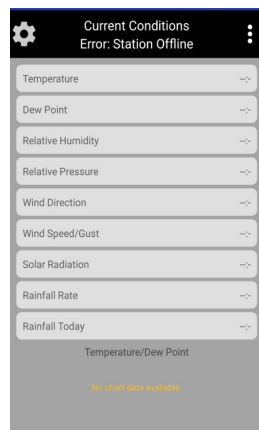 Current Conditions
Error: Station Offline
Temperature --:-
Dew Point --:-
Relative Humidity --:-
Relative Pressure --:-
Wind Direction --:-
Wind Speed/Gust --:-
Solar Radiation --:-
Rainfall Rate --:-
Rainfall Today --:-
Temperature/Dew Point
No chart data available.